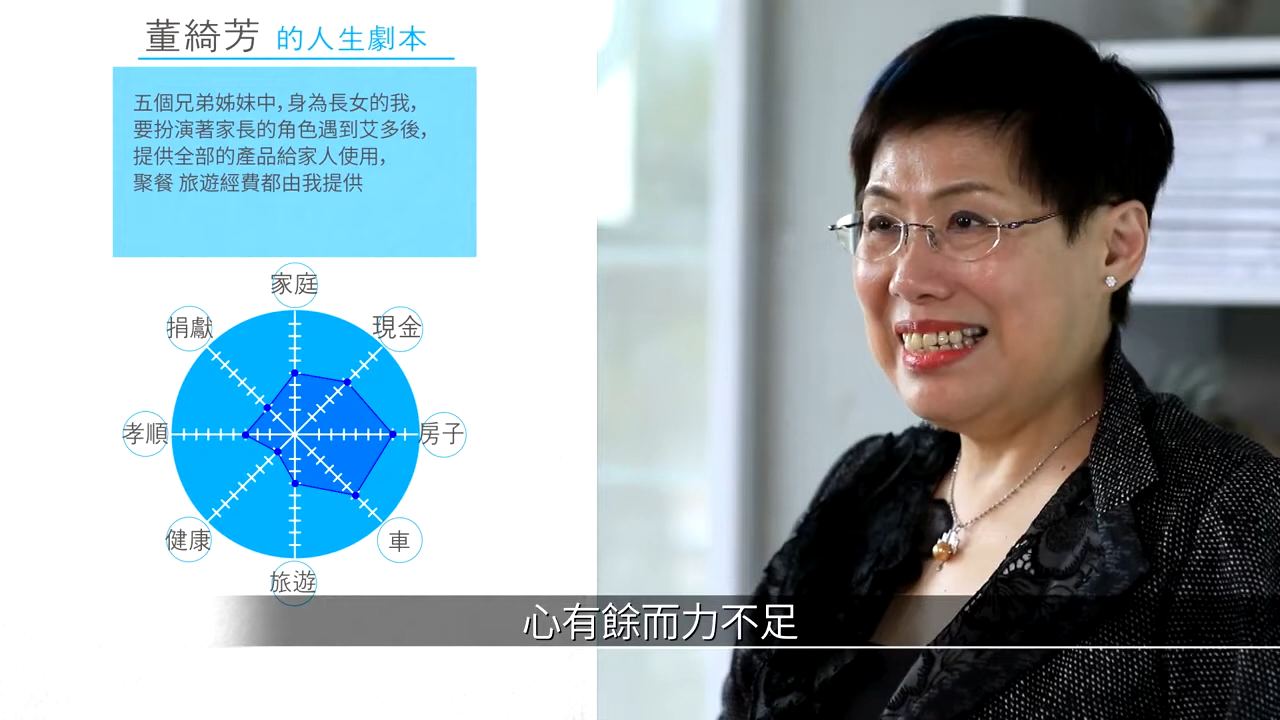 董綺芳 的人生劇本
五個兄弟姊妹中, 身為長女的我,
要扮演著家長的角色遇到艾多後,
提供全部的產品給家人使用,
聚餐 旅遊經費都由我提供
家庭
捐獻
現金
孝順
房子
健康
車
旅遊
心有餘而力不足